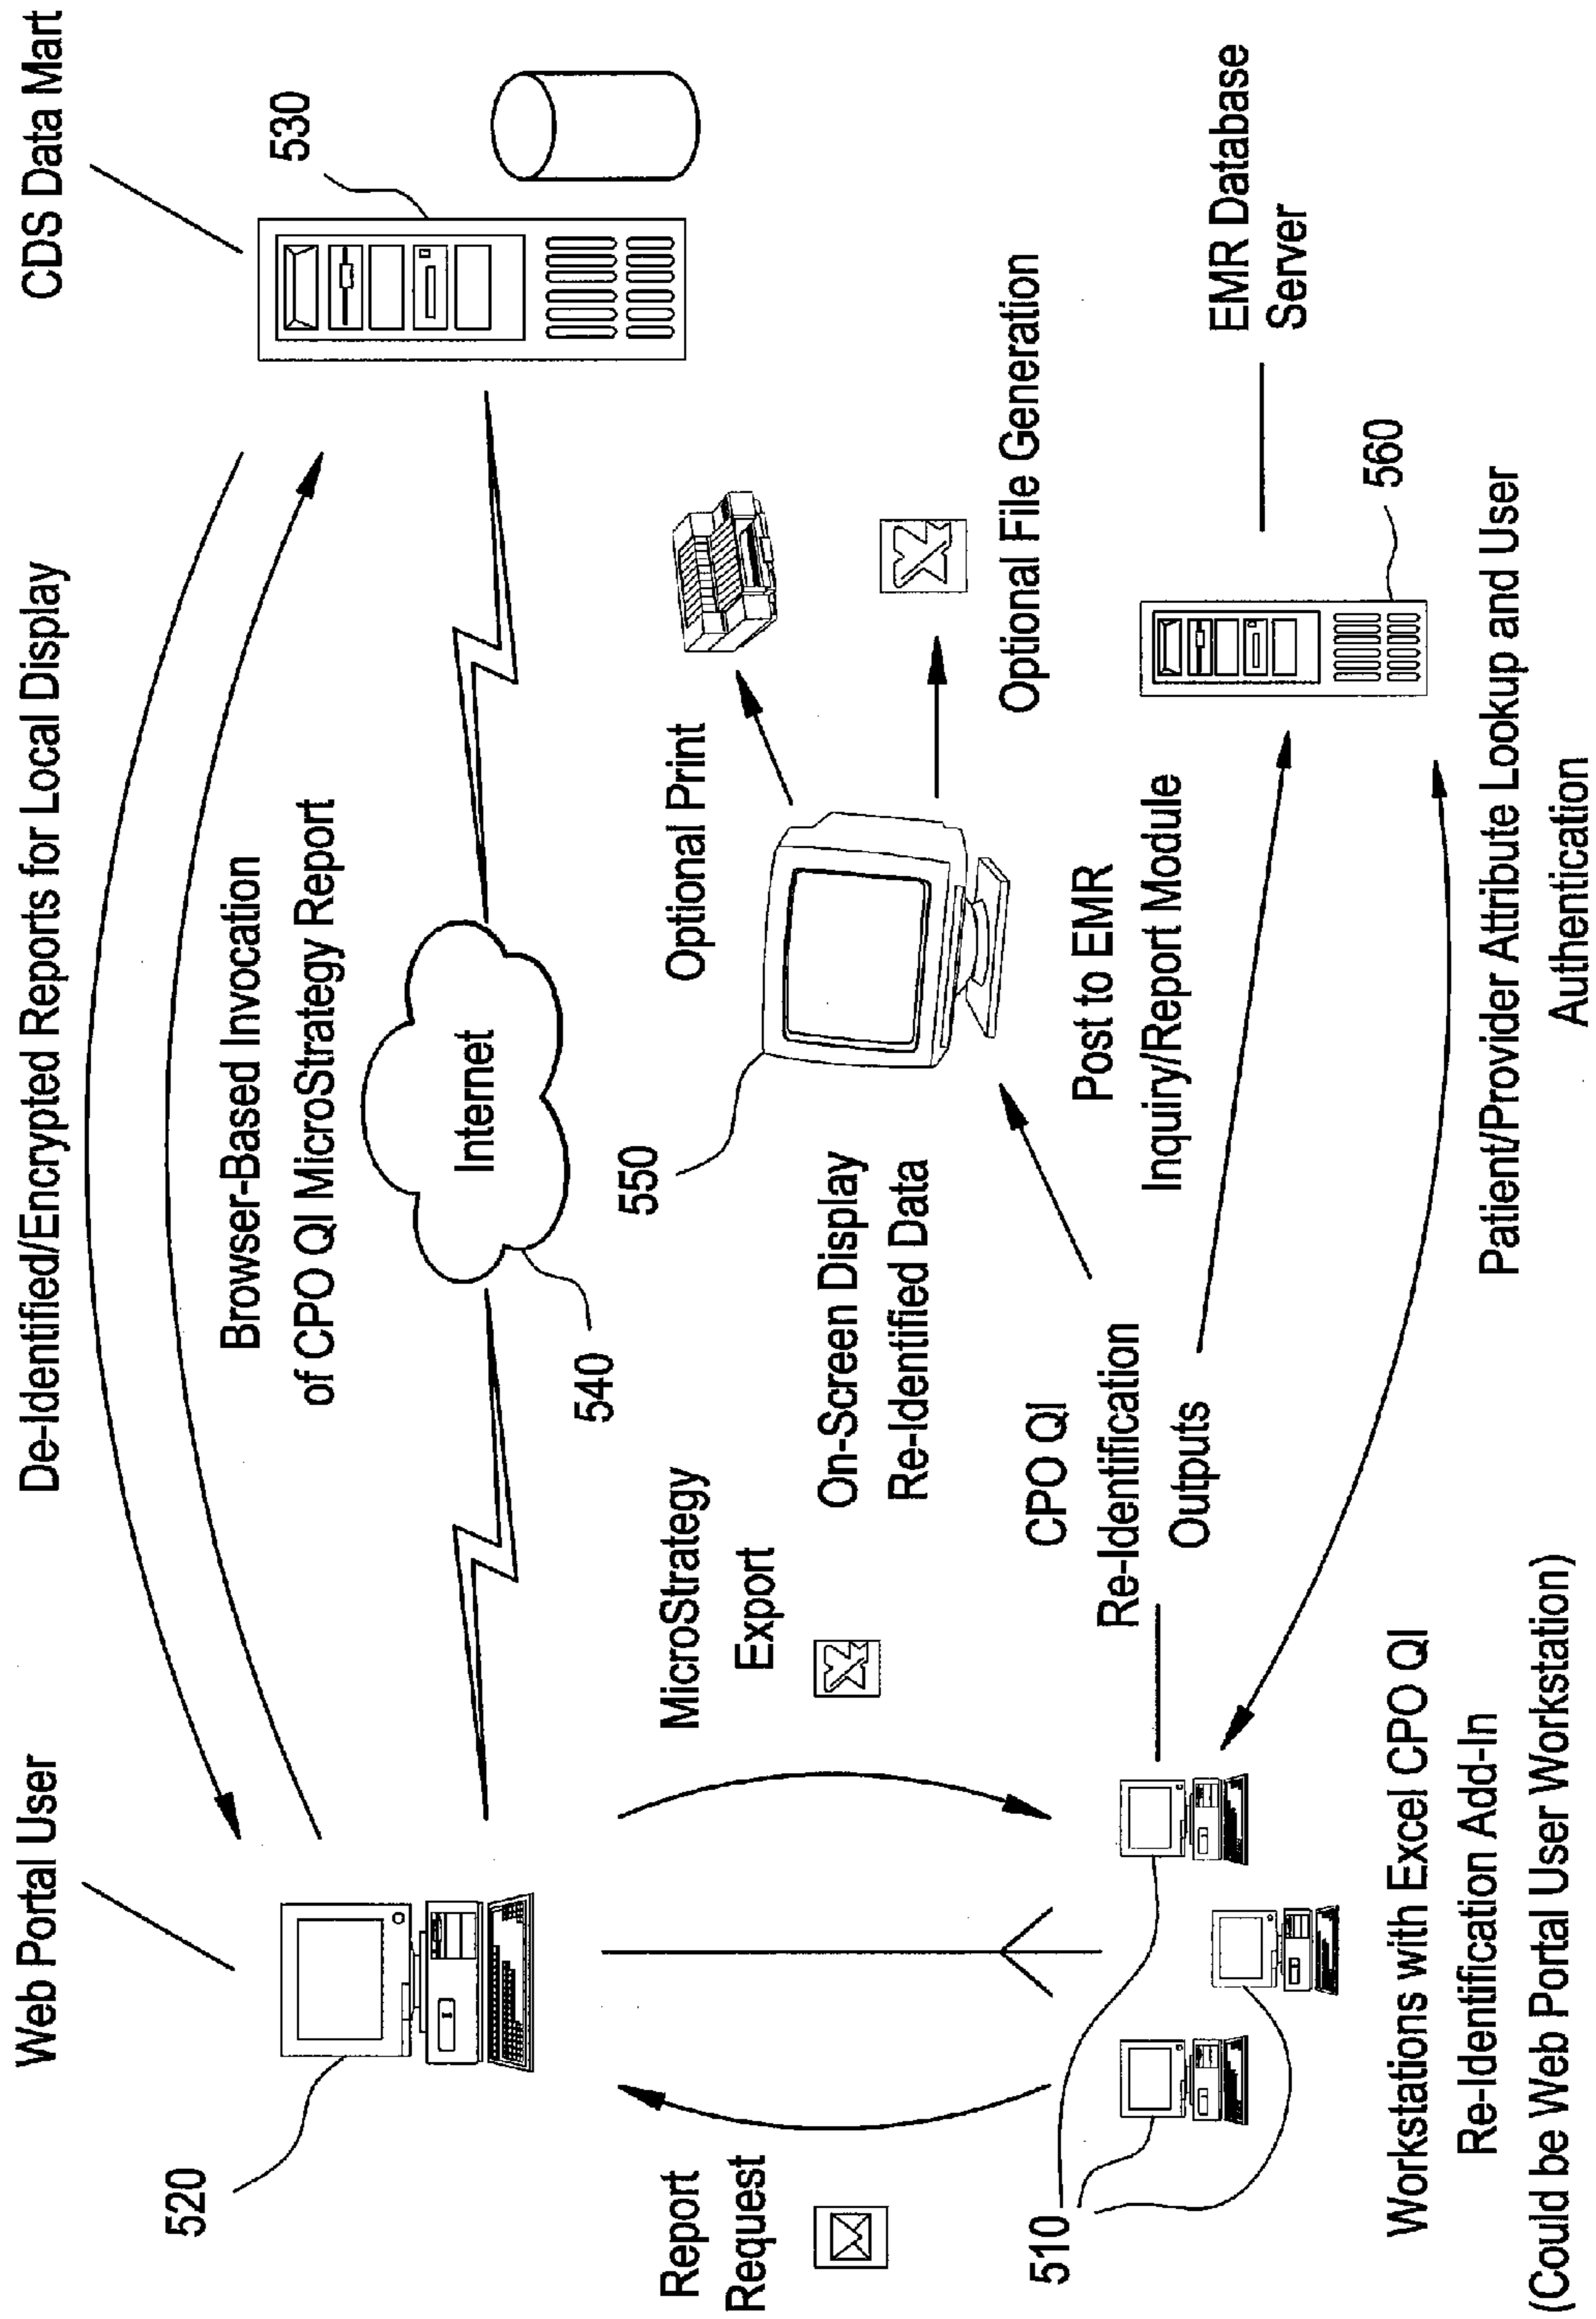 Web Portal User
De-Identified/Encrypted Reports for Local Display
CDS Data Mart
520
Browser-Based Invocation
of CPO QI MicroStrategy Report
530
Internet
540
Report
Request
MicroStrategy
Export
550
Optional Print
On-Screen Display
Re-Identified Data
Optional File Generation
510
CPO QI
Re-Identification
Outputs
Post to EMR
Inquiry/Report Module
EMR Database
Server
560
Workstations with Excel CPO QI
Re-Identification Add-In
(Could be Web Portal User Workstation)
Patient/Provider Attribute Lookup and User
Authentication